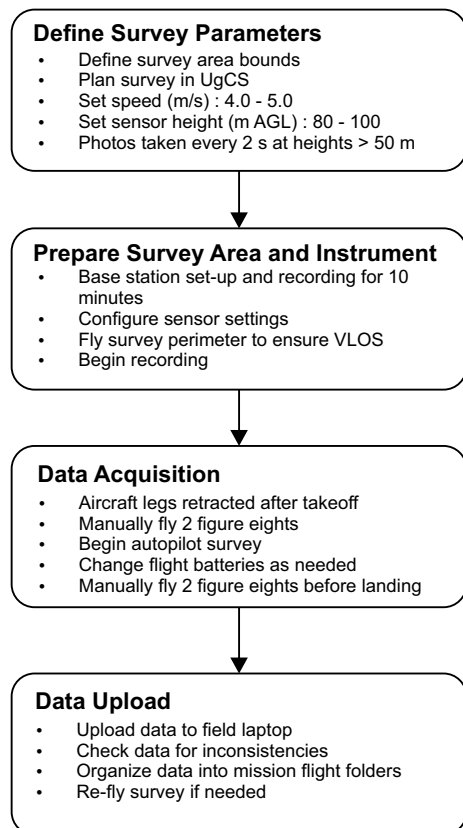 Define Survey Parameters
• Define survey area bounds
• Plan survey in UgCS
• Set speed (m/s) : 4.0 - 5.0
• Set sensor height (m AGL) : 80 - 100
• Photos taken every 2 s at heights > 50 m
Prepare Survey Area and Instrument
• Base station set-up and recording for 10
minutes
• Configure sensor settings
• Fly survey perimeter to ensure VLOS
• Begin recording
Data Acquisition
• Aircraft legs retracted after takeoff
• Manually fly 2 figure eights
• Begin autopilot survey
• Change flight batteries as needed
• Manually fly 2 figure eights before landing
Data Upload
• Upload data to field laptop
• Check data for inconsistencies
• Organize data into mission flight folders
• Re-fly survey if needed